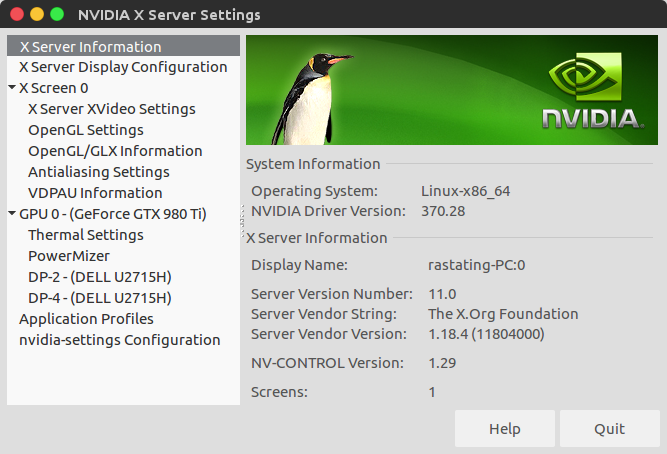 NVIDIA X Server Settings
X Server Information
X Server Display Configuration
X Screen 0
X Server XVideo Settings
OpenGL Settings
OpenGL/GLX Information
Antialiasing Settings
VDPAU Information
GPU 0 - (GeForce GTX 980 Ti)
Thermal Settings
PowerMizer
DP-2 - (DELL U2715H)
DP-4 - (DELL U2715H)
Application Profiles
nvidia-settings Configuration
NVIDIA.
System Information
Operating System: Linux-x86_64
NVIDIA Driver Version: 370.28
X Server Information
Display Name: rastating-PC:0
Server Version Number: 11.0
Server Vendor String: The X.Org Foundation
Server Vendor Version: 1.18.4 (11804000)
NV-CONTROL Version: 1.29
Screens: 1
Help Quit